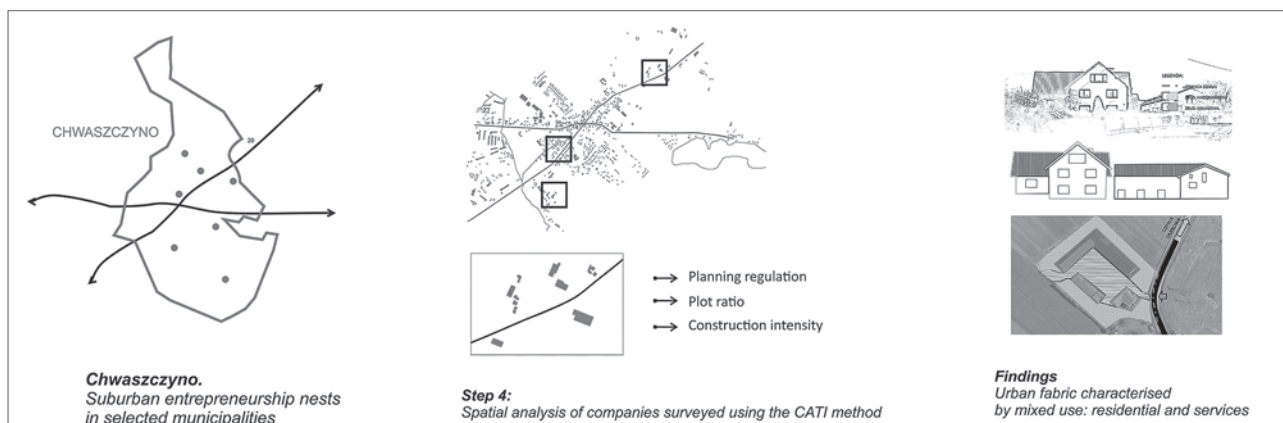 CHWASZCZYNO
20
Chwaszczyno.
Suburban entrepreneurship nests
in selected municipalities
Planning regulation
Plot ratio
Construction intensity
Step 4:
Spatial analysis of companies surveyed using the CATI method
LEGENDA:
Findings
Urban fabric characterised
by mixed use: residential and services